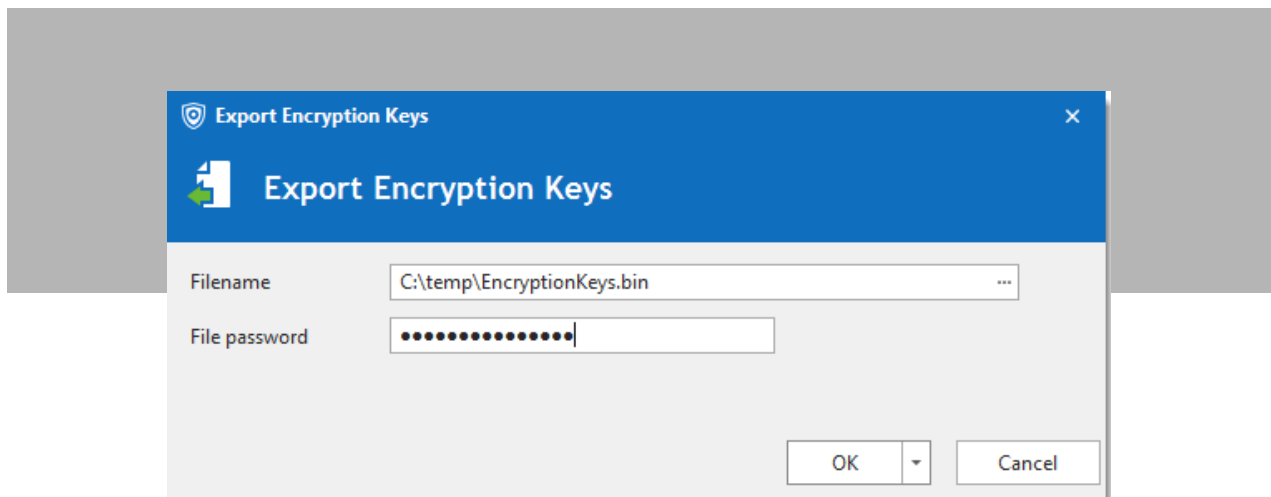 Export Encryption Keys
Export Encryption Keys
Filename C:\temp\EncryptionKeys.bin ...
File password •••••••••••••••
OK Cancel